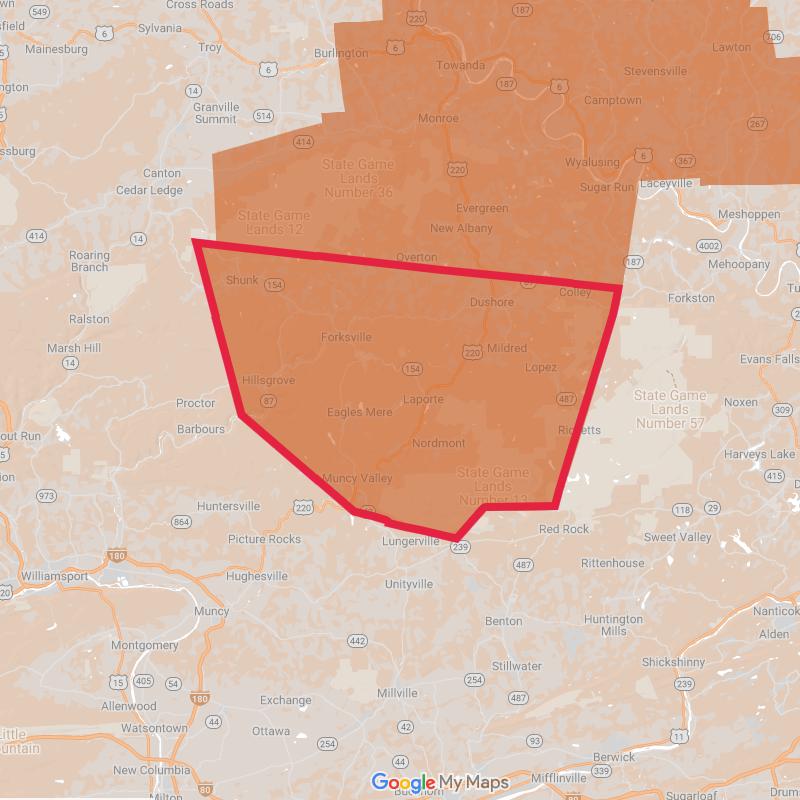 Cross Roads
549
187
220
Sylvania
6
6
706
Mainesburg
Troy
Burlington
Lawton
6
Towanda
Stevensville
14
187
6
Granville
Summit
514
Camptown
Monroe
267
414
6
367
State Game
Lands
Number 36
Wyalusing
Canton
220
Cedar Ledge
Sugar Run
Laceyville
State Game
Lands 12
Evergreen
New Albany
Meshoppen
414
14
4002
Roaring
Branch
Overton
187
Mehoopany
Shunk
154
Colley
Forkston
Dushore
Ralston
Forksville
Marsh Hill
14
220
Mildred
Evans Falls
154
Lopez
Hillsgrove
State Game
Lands
Number 57
Proctor
87
Laporte
487
Noxen
309
Eagles Mere
Barbours
Nordmont
Harveys Lake
State Game
Lands
Number 13
Muncy Valley
415
973
Huntersville
220
118
29
864
Red Rock
Sweet Valley
Picture Rocks
Lungerville
239
180
487
Rittenhouse
Williamsport
Hughesville
Unityville
Muncy
Benton
Huntington
Mills
Nanticok
Alden
Montgomery
442
Stillwater
Shickshinny
15
405
54
254
239
180
Millville
487
Allenwood
Exchange
44
42
Watsontown
Ottawa
254
93
11
Little
44
Berwick
New Columbia
339
Google My Maps
Mifflinville
80
80
Milton
Sugarloaf